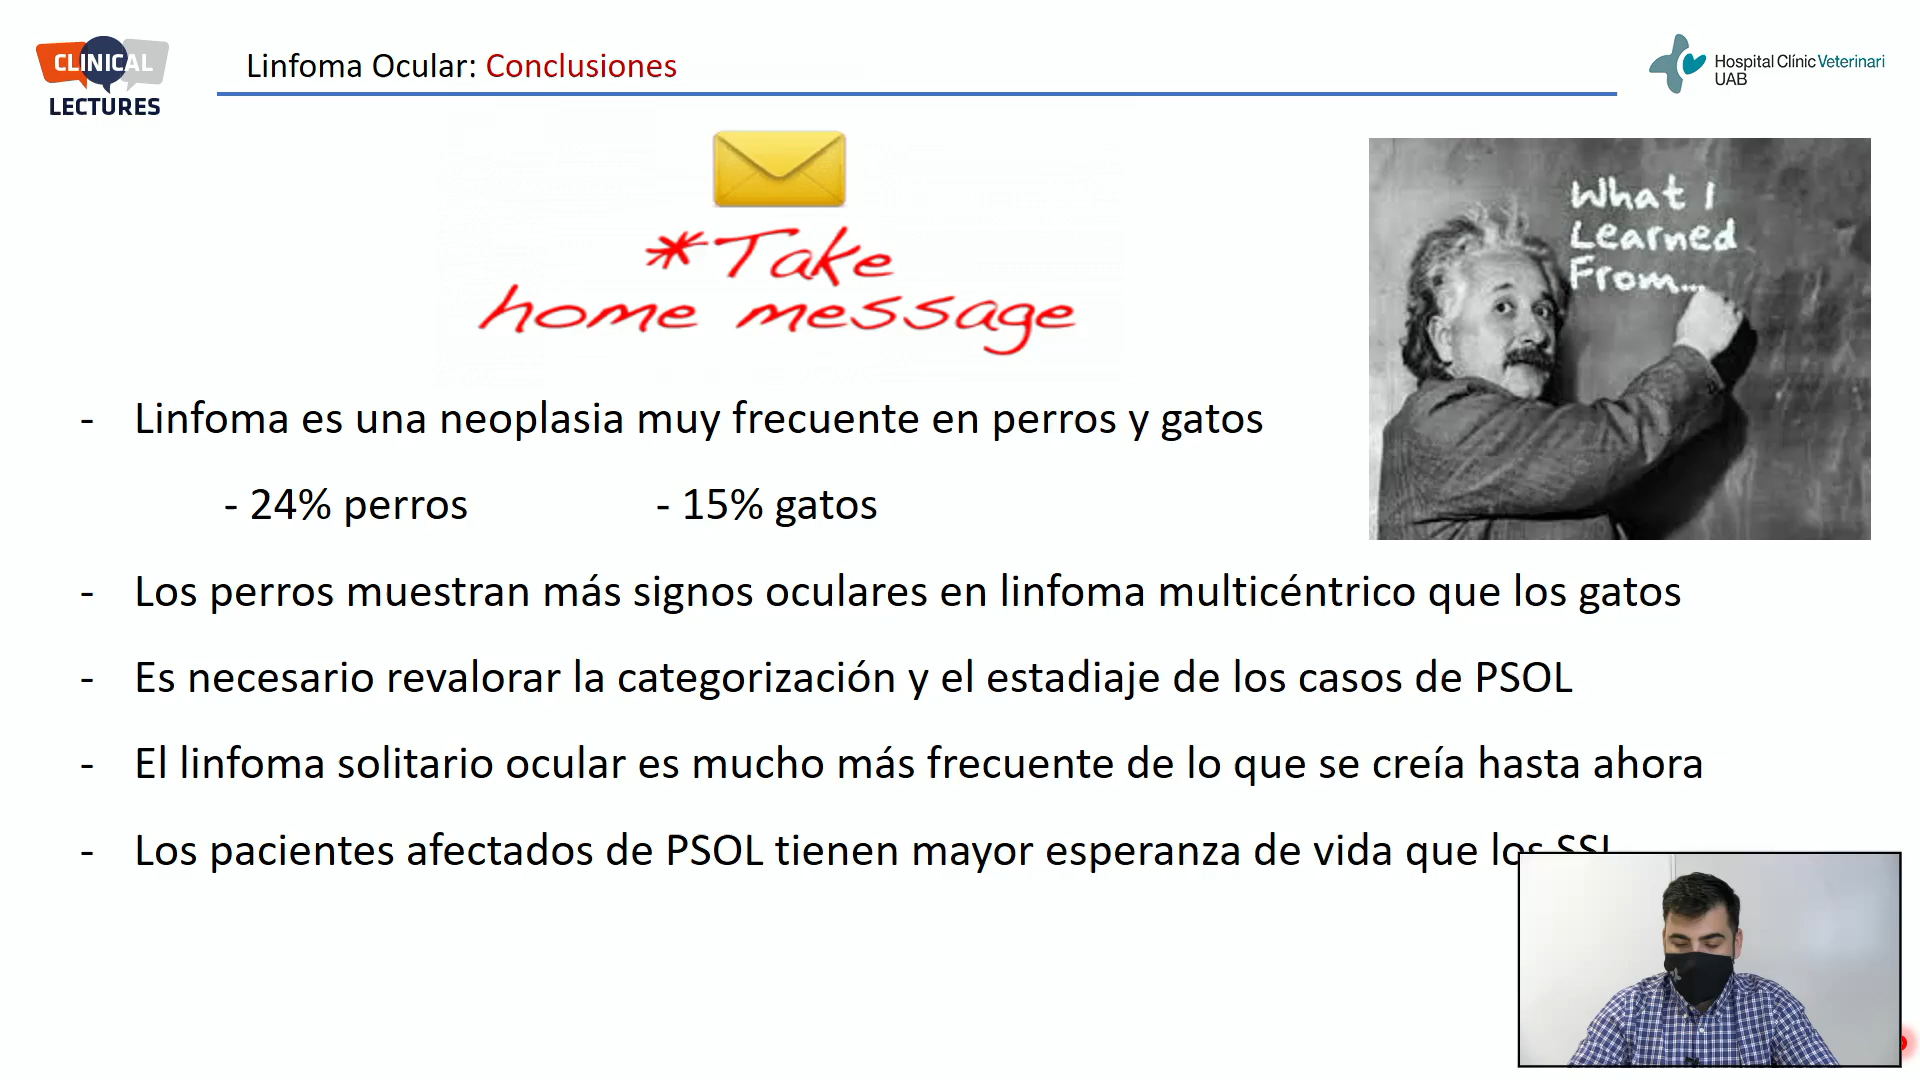 CLINICAL
LECTURES
Linfoma Ocular: Conclusiones
Hospital Clínic Veterinari
UAB
*Take
home message
What I
Learned
From...
- Linfoma es una neoplasia muy frecuente en perros y gatos
- 24% perros - 15% gatos
- Los perros muestran más signos oculares en linfoma multicéntrico que los gatos
- Es necesario revalorar la categorización y el estadiaje de los casos de PSOL
- El linfoma solitario ocular es mucho más frecuente de lo que se creía hasta ahora
- Los pacientes afectados de PSOL tienen mayor esperanza de vida que los